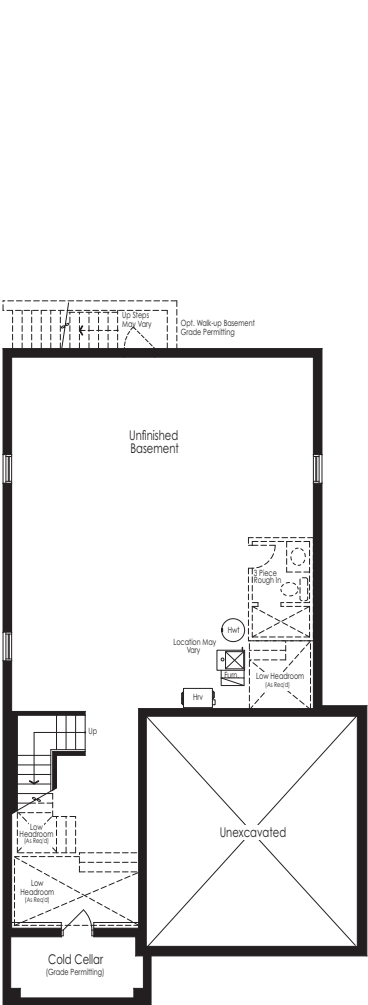 Up Steps
May Vary
Opt. Walk-up Basement
Grade Permitting
Unfinished
Basement
3 Piece
Rough In
Hwt
Location May
Vary
Furn.
Low Headroom
(As Req'd)
Hrv
Up
Low
Headroom
(As Req'd)
Unexcavated
Low
Headroom
(As Req'd)
Cold Cellar
(Grade Permitting)